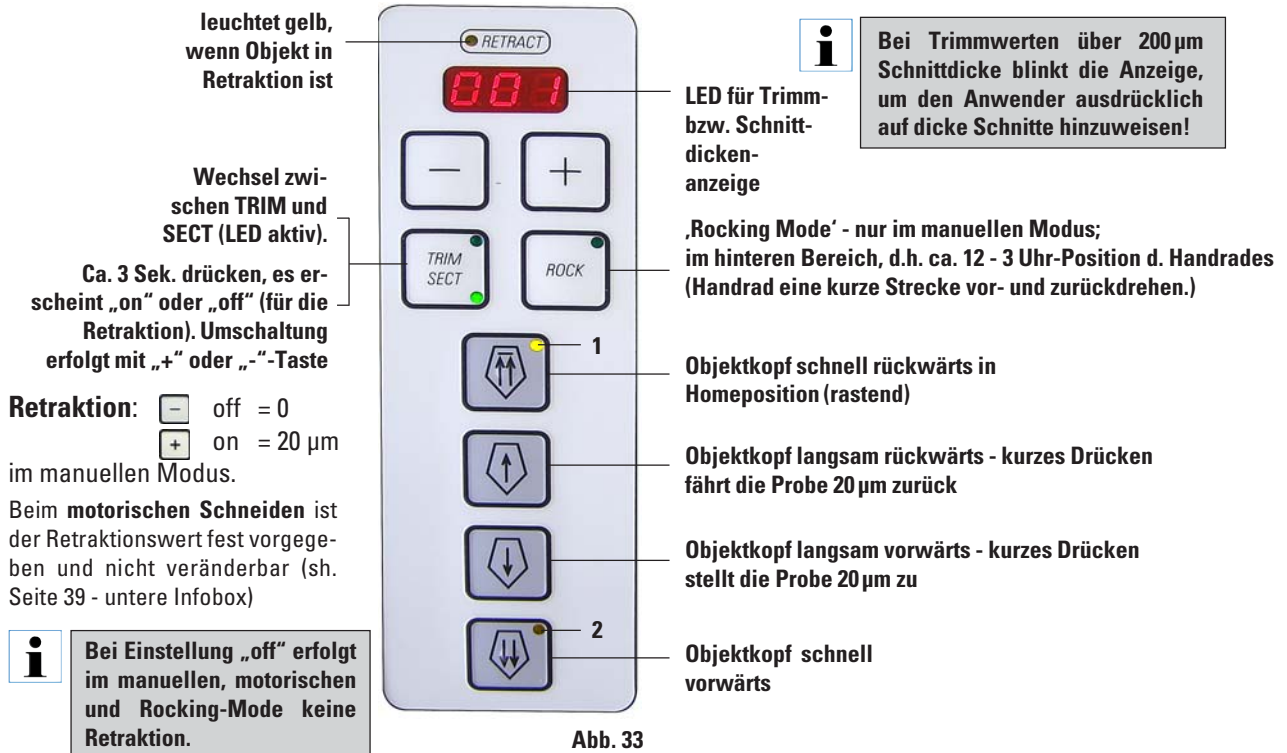 leuchtet gelb,
wenn Objekt in
Retraktion ist
RETRACT
001
LED für Trimm-
bzw. Schnitt-
dicken-
anzeige
i
Bei Trimmwerten über 200 µm
Schnittdicke blinkt die Anzeige,
um den Anwender ausdrücklich
auf dicke Schnitte hinzuweisen!
Wechsel zwi-
schen TRIM und
SECT (LED aktiv).
Ca. 3 Sek. drücken, es er-
scheint „on“ oder „off“ (für die
Retraktion). Umschaltung
erfolgt mit „+“ oder „-“-Taste
− +
TRIM
SECT
ROCK
‚Rocking Mode‘ - nur im manuellen Modus;
im hinteren Bereich, d.h. ca. 12 - 3 Uhr-Position d. Handrades
(Handrad eine kurze Strecke vor- und zurückdrehen.)
1
Objektkopf schnell rückwärts in
Homeposition (rastend)
Retraktion: - off = 0
+ on = 20 µm
im manuellen Modus.
Beim motorischen Schneiden ist
der Retraktionswert fest vorgege-
ben und nicht veränderbar (sh.
Seite 39 - untere Infobox)
Objektkopf langsam rückwärts - kurzes Drücken
fährt die Probe 20 µm zurück
Objektkopf langsam vorwärts - kurzes Drücken
stellt die Probe 20 µm zu
2
Objektkopf schnell
vorwärts
i
Bei Einstellung „off“ erfolgt
im manuellen, motorischen
und Rocking-Mode keine
Retraktion.
Abb. 33